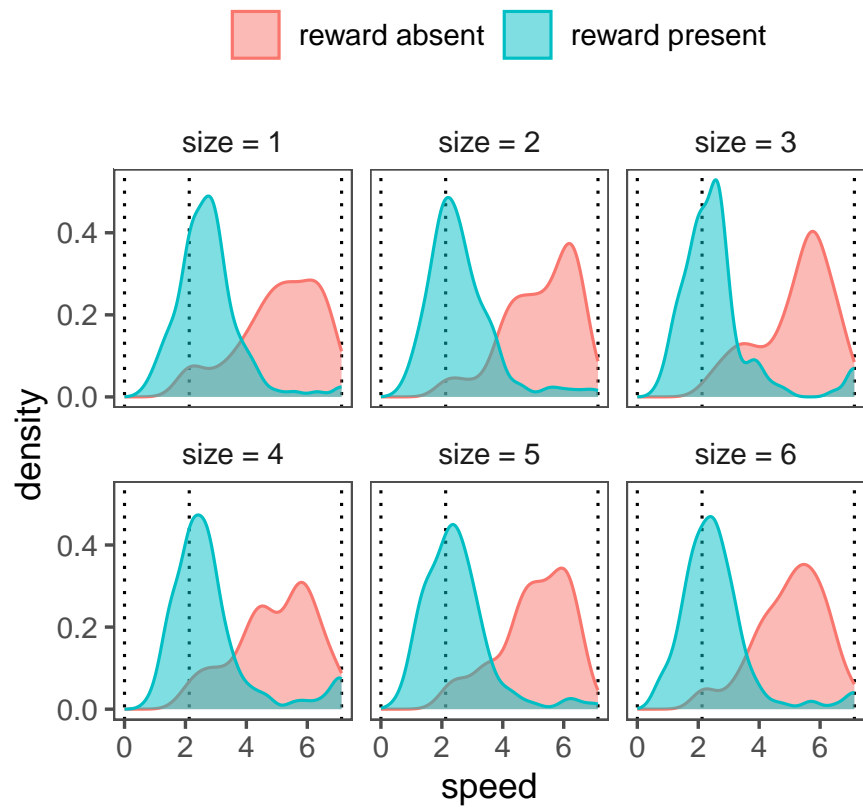 reward absent reward present
size = 1 size = 2 size = 3
0.4
0.2
0.0
density
size = 4 size = 5 size = 6
0.4
0.2
0.0
0 2 4 6 0 2 4 6 0 2 4 6
speed